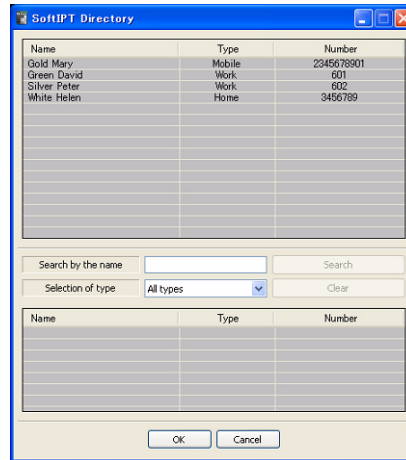 SoftIPT Directory
Name Type Number
Gold Mary Mobile 2345678901
Green David Work 601
Silver Peter Work 602
White Helen Home 3456789
Search by the name Search
Selection of type All types Clear
Name Type Number
OK Cancel